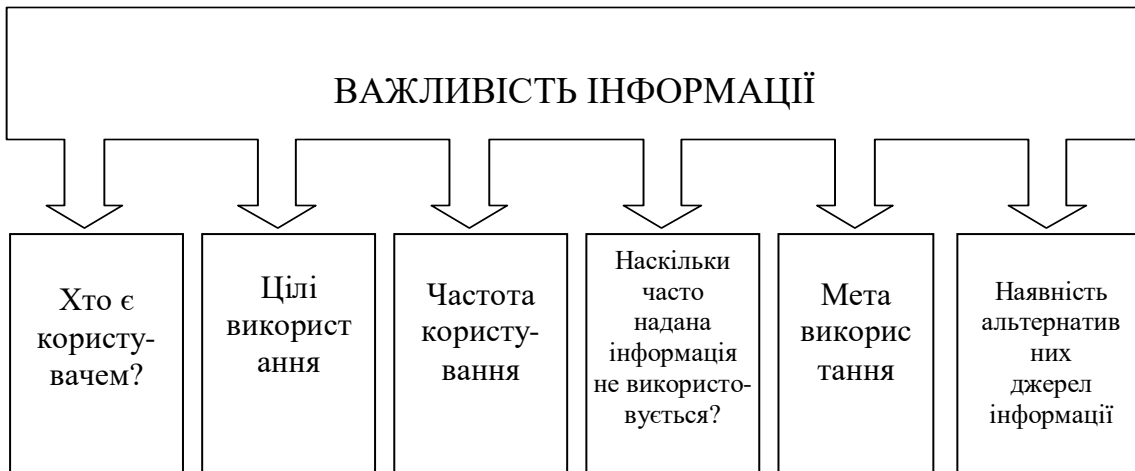 ВАЖЛИВІСТЬ ІНФОРМАЦІЇ
Хто є
користу-
вачем?
Цілі
використ
ання
Частота
користу-
вання
Наскільки
часто
надана
інформація
не використо-
вується?
Мета
викорис
тання
Наявність
альтернатив
них
джерел
інформації